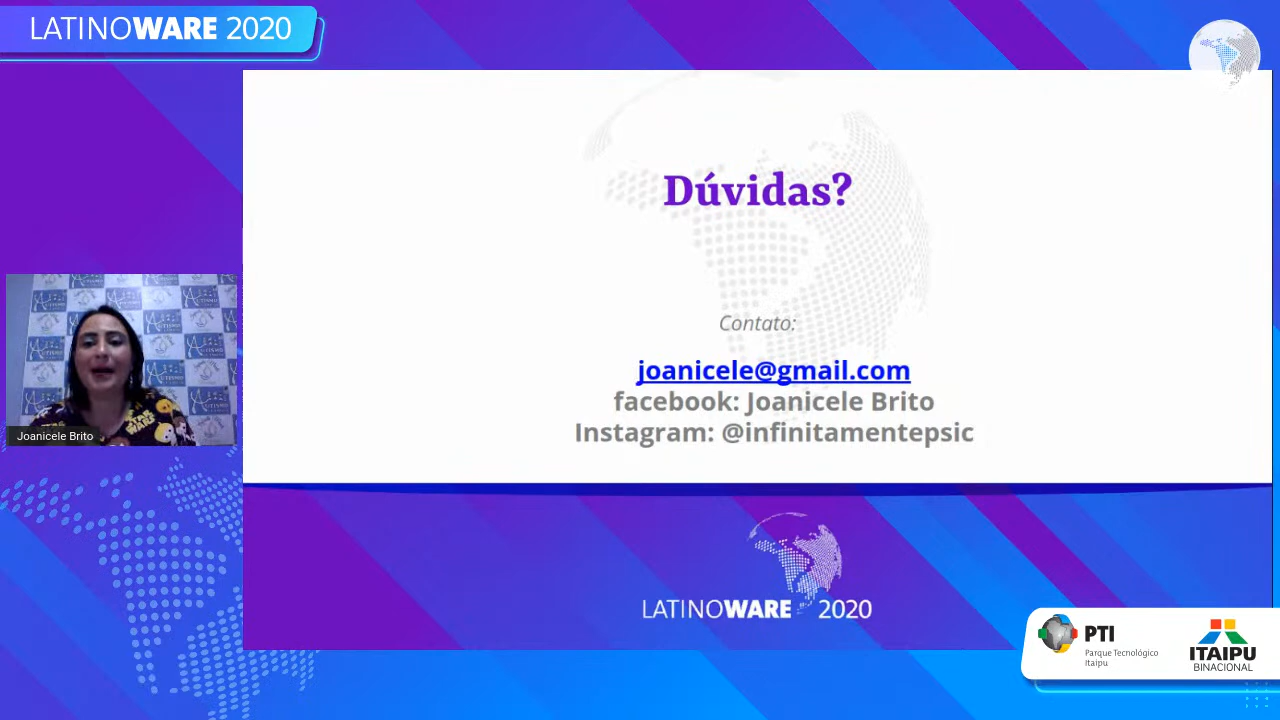 LATINOWARE 2020
Dúvidas?
Contato:
joanicele@gmail.com
facebook: Joanicele Brito
Instagram: @infinitamentepsic
Joanicele Brito
LATINOWARE 2020
PTI
Parque Tecnológico
Itaipu
ITAIPU
BINACIONAL